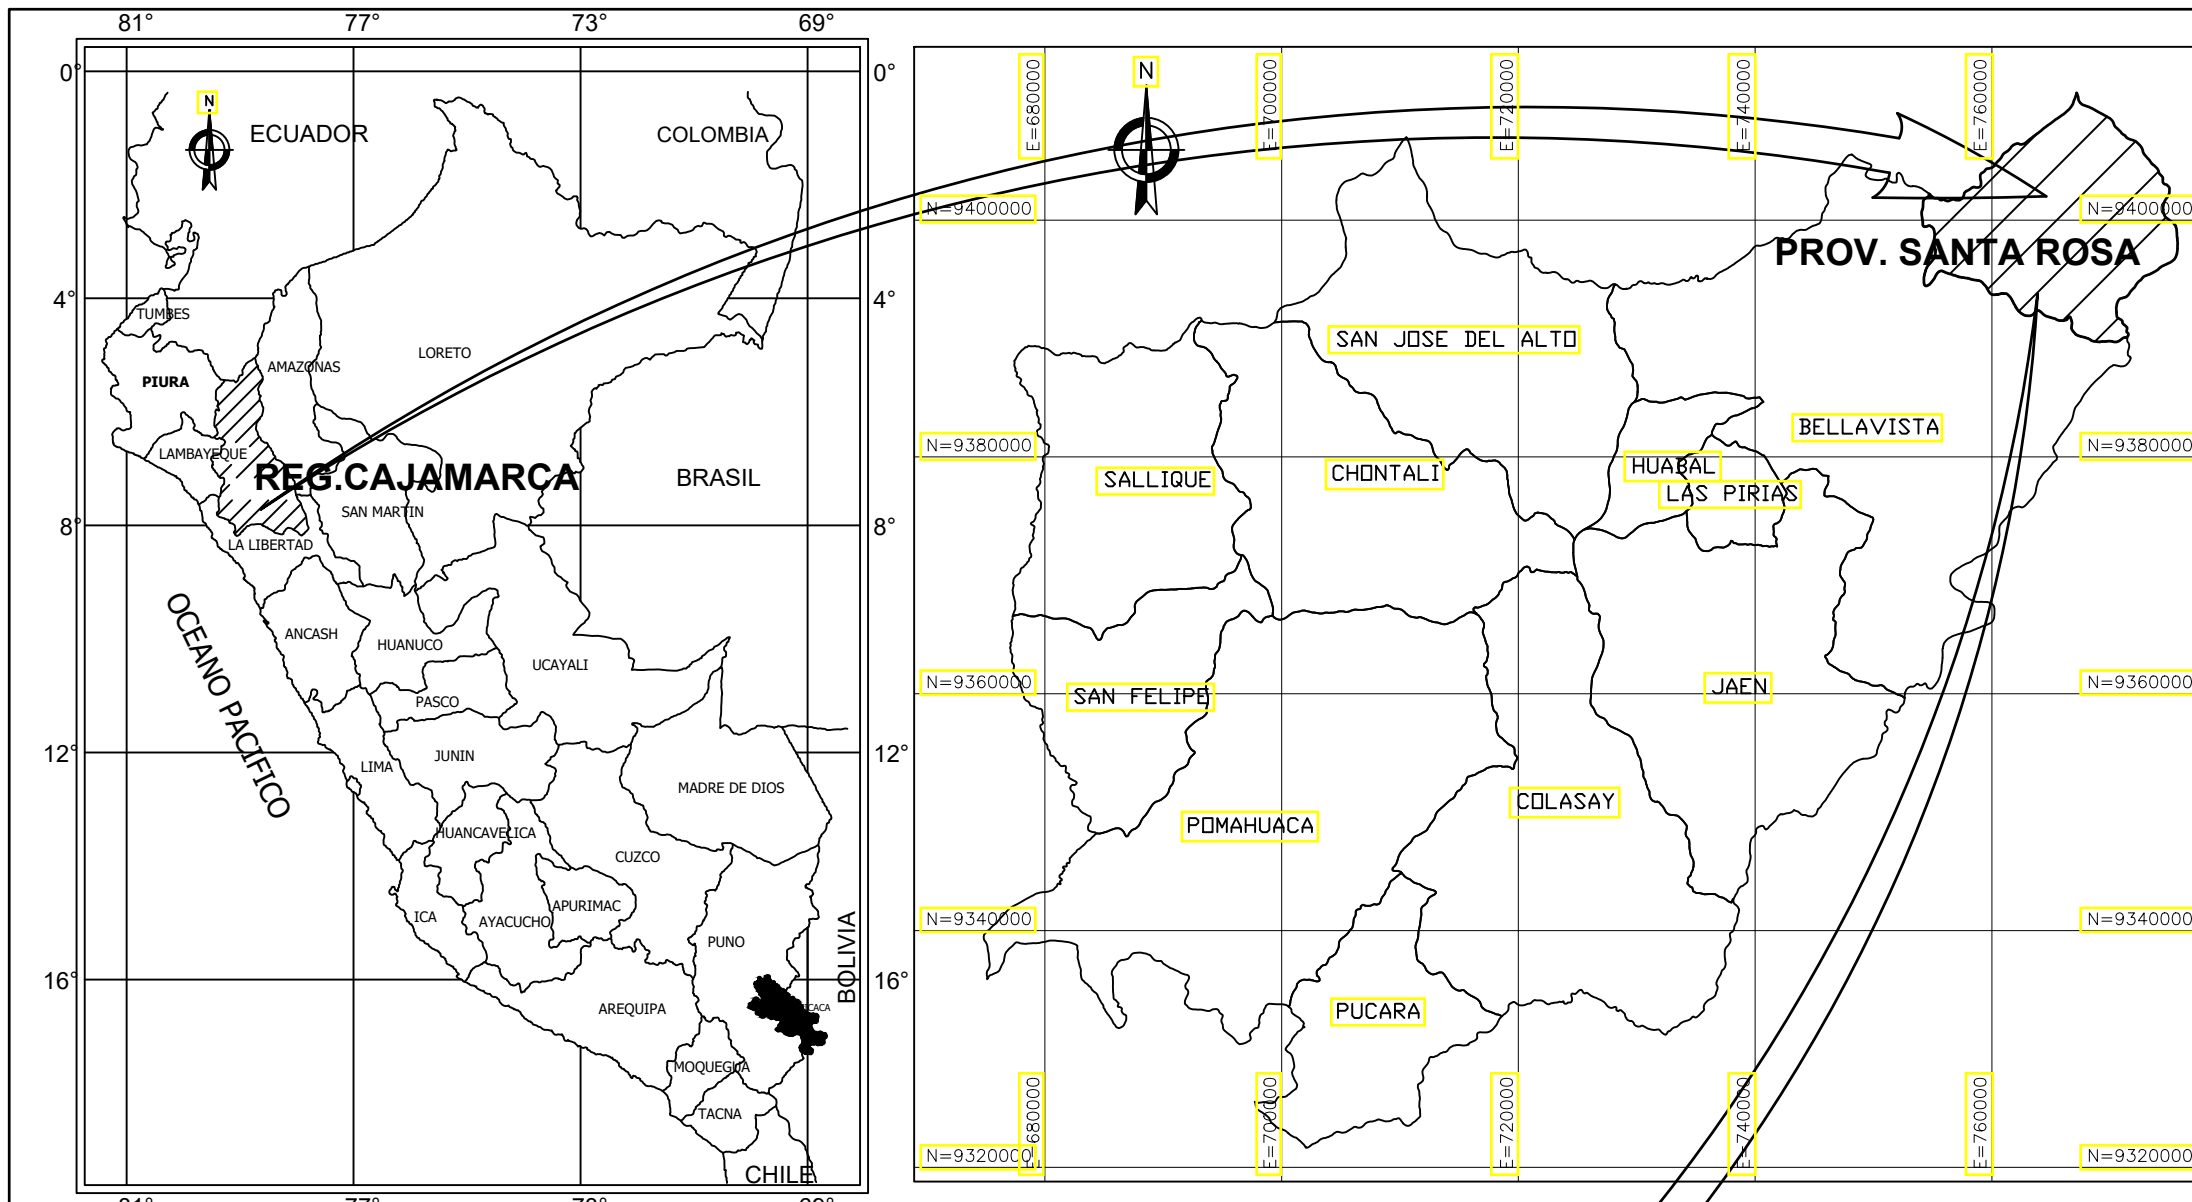 81° 77° 73° 69°
0° 0°
N
ECUADOR COLOMBIA
4° 4°
TUMBES
AMAZONAS LORETO
PIURA
LAMBAYEQUE
REG.CAJAMARCA BRASIL
SAN MARTIN
8° 8°
LA LIBERTAD
OCEANO PACIFICO
ANCASH HUANUCO
UCAYALI
PASCO
12° 12°
JUNIN
LIMA MADRE DE DIOS
HUANCAVELICA
CUZCO
APURIMAC
ICA AYACUCHO
PUNO
BOLIVIA
16° 16°
AREQUIPA
MOQUEGUA
TACNA
CHILE
81° 77° 73° 69°
E=680000 E=700000 E=720000 E=740000 E=760000
N
N=9400000 N=9400000
PROV. SANTA ROSA
SAN JOSE DEL ALTO
BELLAVISTA
N=9380000 N=9380000
SALLIQUE CHONTALI HUABAL
LAS PIRIAS
N=9360000 N=9360000
SAN FELIPE JAEN
COLASAY
POMAHUACA
N=9340000 N=9340000
PUCARA
E=680000 E=700000 E=720000 E=740000 E=760000
N=9320000 N=9320000